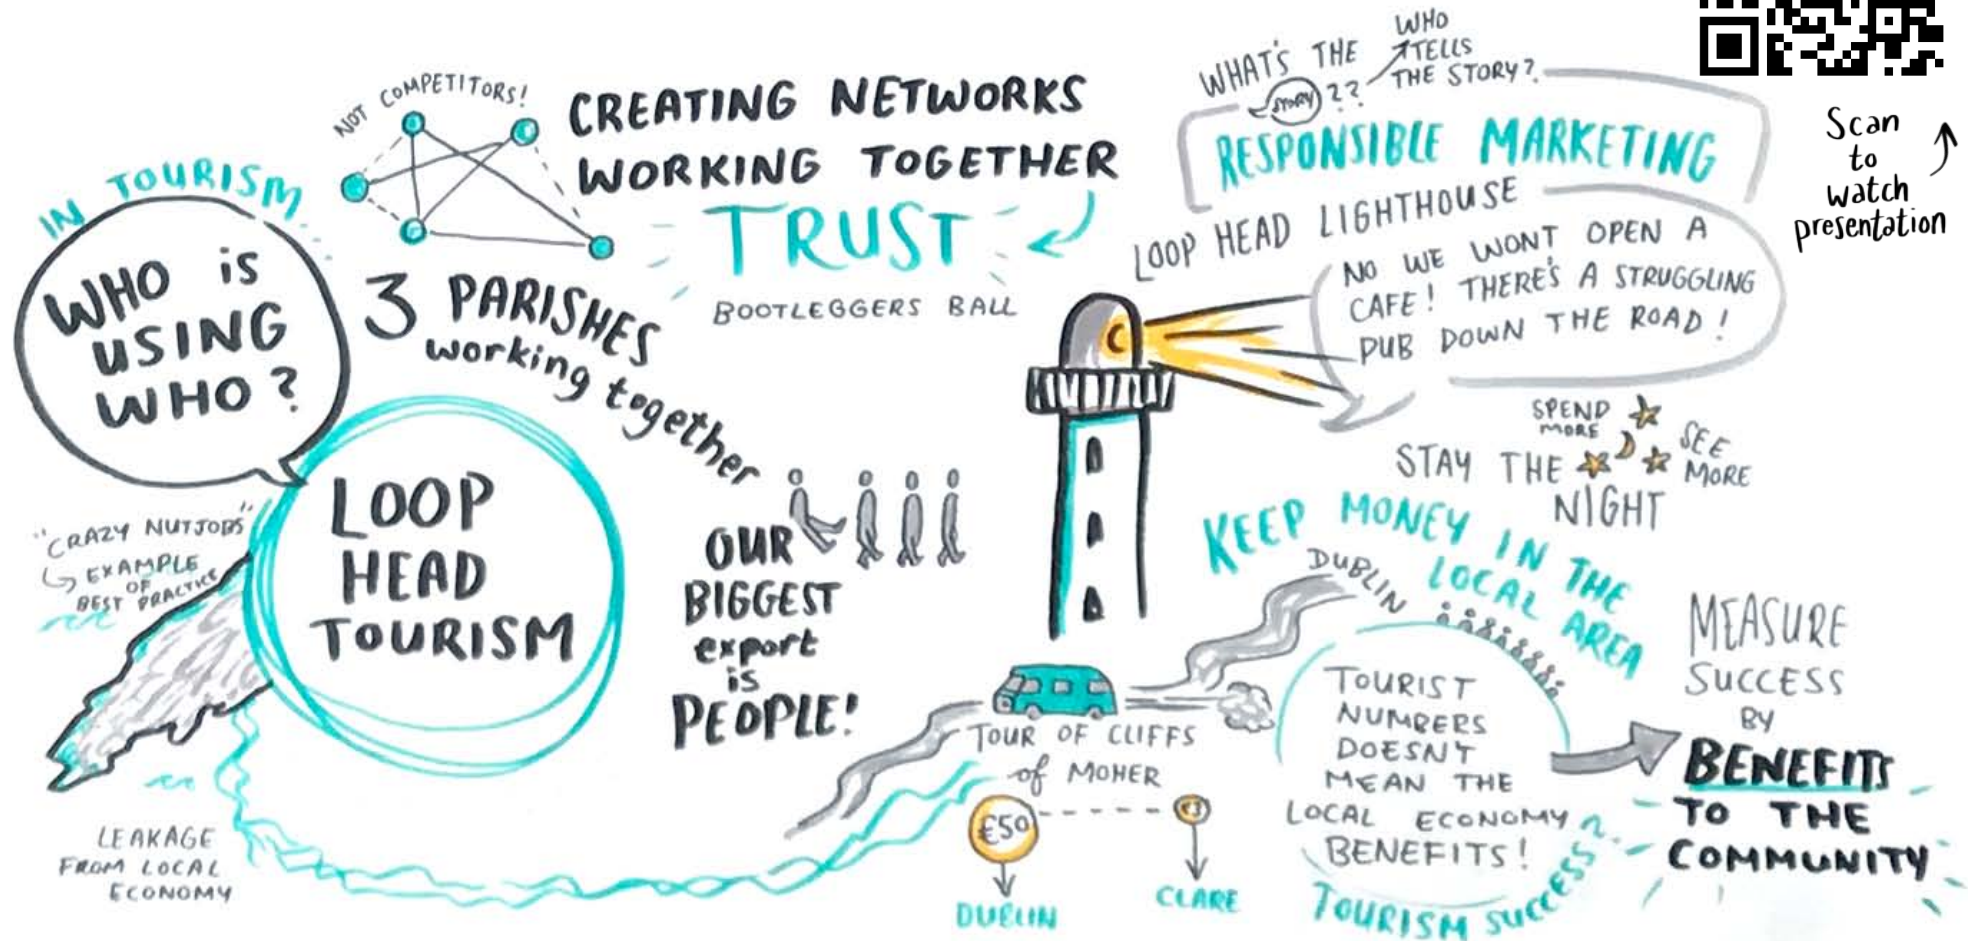 IN TOURISM...
WHO is
USING
WHO?
NOT COMPETITORS!
CREATING NETWORKS
WORKING TOGETHER
TRUST
BOOTLEGGERS BALL
3 PARISHES
working together
LOOP
HEAD
TOURISM
"CRAZY NUTJOBS"
EXAMPLE
OF
BEST PRACTICE
LEAKAGE
FROM LOCAL
ECONOMY
OUR
BIGGEST
export
is
PEOPLE!
WHAT'S THE
STORY??
WHO
TELLS
THE STORY?
RESPONSIBLE MARKETING
LOOP HEAD LIGHTHOUSE
NO WE WONT OPEN A
CAFE! THERE'S A STRUGGLING
PUB DOWN THE ROAD!
SPEND
MORE
SEE
MORE
STAY THE
NIGHT
KEEP MONEY IN THE
LOCAL AREA
DUBLIN
TOUR OF CLIFFS
of MOHER
€50
€3
DUBLIN
CLARE
TOURIST
NUMBERS
DOESN'T
MEAN THE
LOCAL ECONOMY
BENEFITS!
TOURISM SUCCESS?
MEASURE
SUCCESS
BY
BENEFITS
TO THE
COMMUNITY
Scan
to
watch
presentation